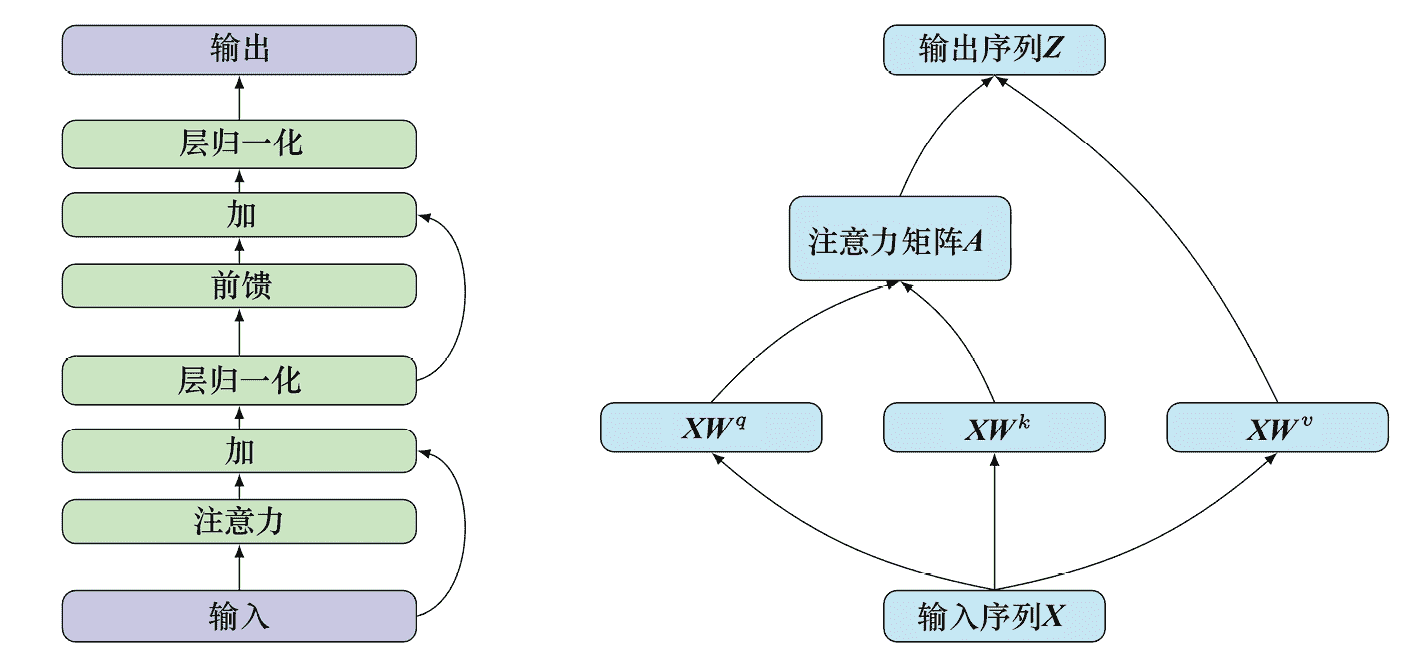 输出
层归一化
加
前馈
层归一化
加
注意力
输入
输出序列Z
注意力矩阵A
XW^q
XW^k
XW^v
输入序列X